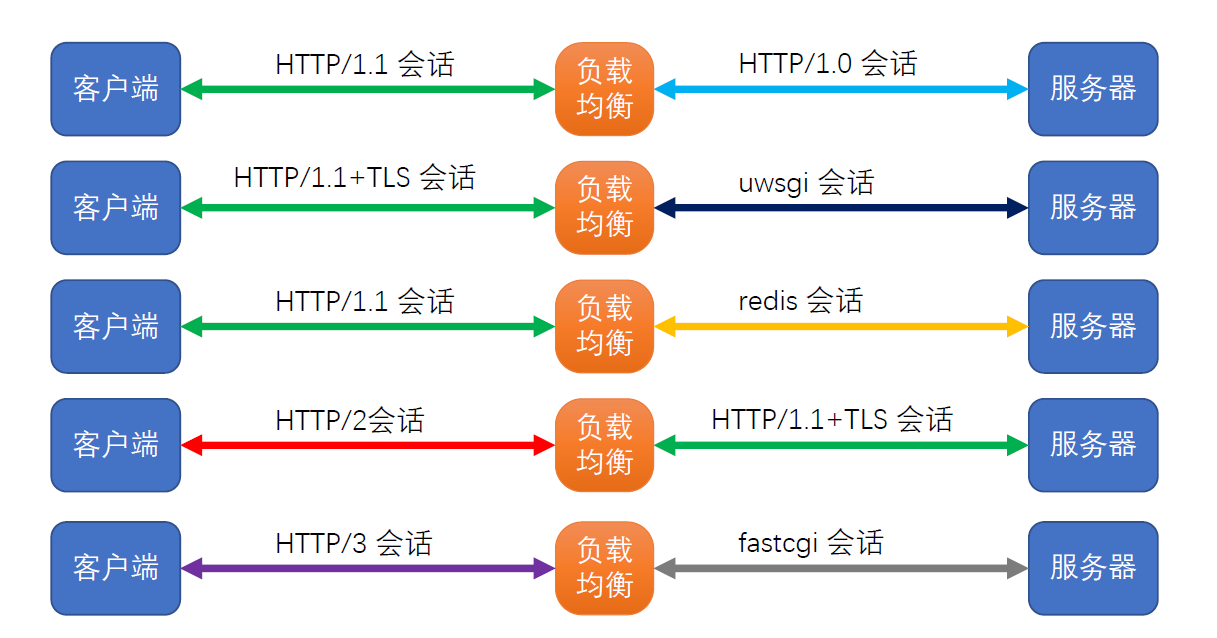 HTTP/1.1 会话
HTTP/1.0 会话
客户端
负载
均衡
服务器
HTTP/1.1+TLS 会话
uwsgi 会话
客户端
负载
均衡
服务器
HTTP/1.1 会话
redis 会话
客户端
负载
均衡
服务器
HTTP/2会话
HTTP/1.1+TLS 会话
客户端
负载
均衡
服务器
HTTP/3 会话
fastcgi 会话
客户端
负载
均衡
服务器